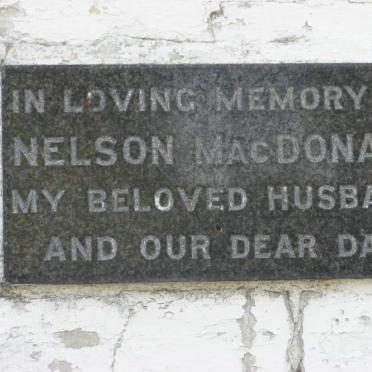 IN LOVING MEMORY
NELSON MACDONA
MY BELOVED HUSBA
AND OUR DEAR DA